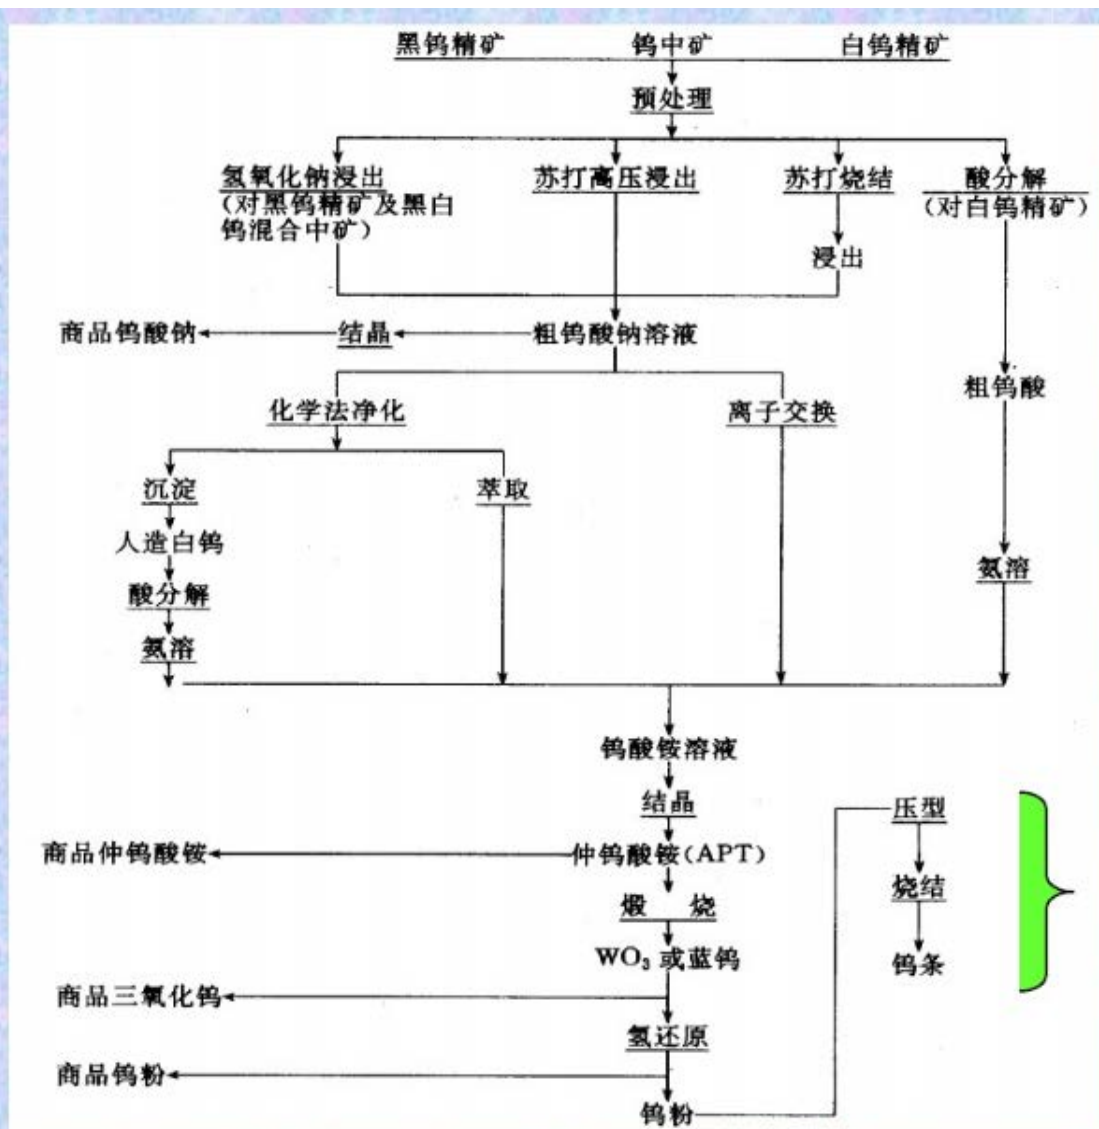 黑钨精矿 钨中矿 白钨精矿
预处理
氢氧化钠浸出 苏打高压浸出 苏打烧结 酸分解
(对黑钨精矿及黑白 (对白钨精矿)
钨混合中矿)
浸出
商品钨酸钠 结晶 粗钨酸钠溶液
粗钨酸
化学法净化 离子交换
沉淀 萃取
人造白钨
酸分解 氨溶
氨溶
钨酸铵溶液
结晶 压型
商品仲钨酸铵 仲钨酸铵(APT)
烧结
煅 烧
WO₃或蓝钨 钨条
商品三氧化钨
氢还原
商品钨粉
钨粉